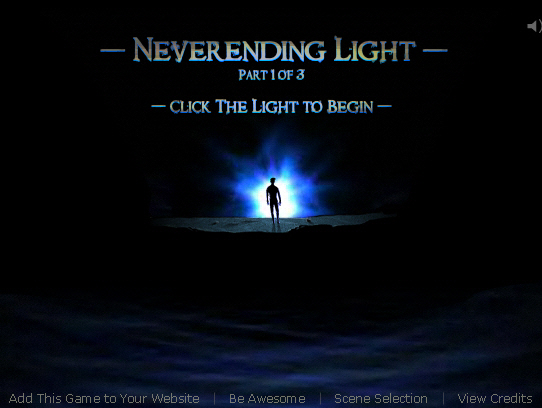 — NEVERENDING LIGHT —
PART 1 OF 3
— CLICK THE LIGHT TO BEGIN —
Add This Game to Your Website | Be Awesome | Scene Selection | View Credits